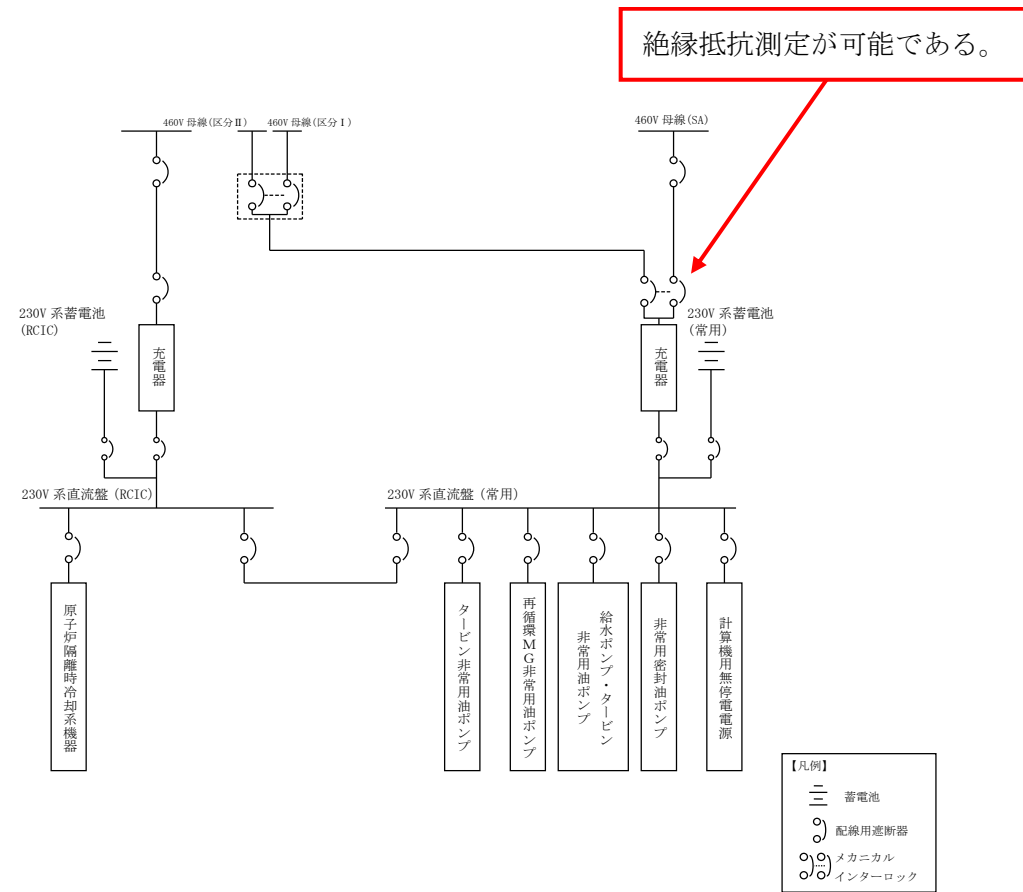 絶縁抵抗測定が可能である。
460V 母線(区分Ⅱ)
460V 母線(区分Ⅰ)
460V 母線(SA)
230V 系蓄電池
(RCIC)
充電器
230V 系蓄電池
(常用)
充電器
230V 系直流盤 (RCIC)
230V 系直流盤 (常用)
原子炉隔離時冷却系機器
タービン非常用油ポンプ
再循環MG非常用油ポンプ
給水ポンプ・タービン
非常用油ポンプ
非常用密封油ポンプ
計算機用無停電電源
【凡例】
蓄電池
配線用遮断器
メカニカル
インターロック